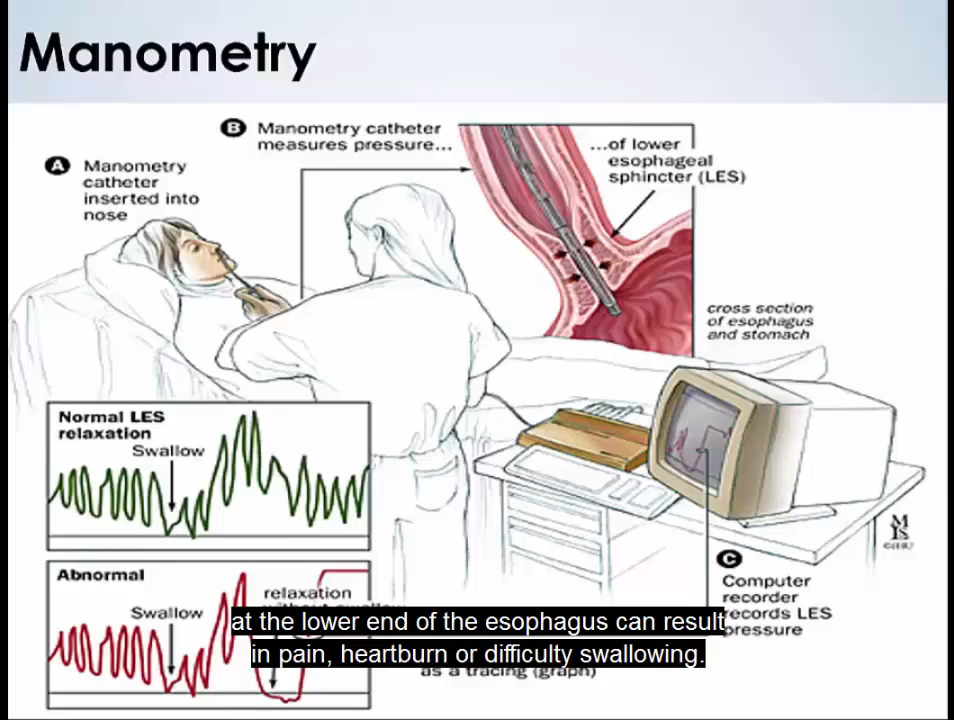 Manometry
B Manometry catheter
measures pressure...
...of lower
esophageal
sphincter (LES)
A Manometry
catheter
inserted into
nose
cross section
of esophagus
and stomach
Normal LES
relaxation
Swallow
Abnormal
Swallow
relaxation
C
Computer
recorder
records LES
pressure
as a tracing (graph)
at the lower end of the esophagus can result
in pain, heartburn or difficulty swallowing.